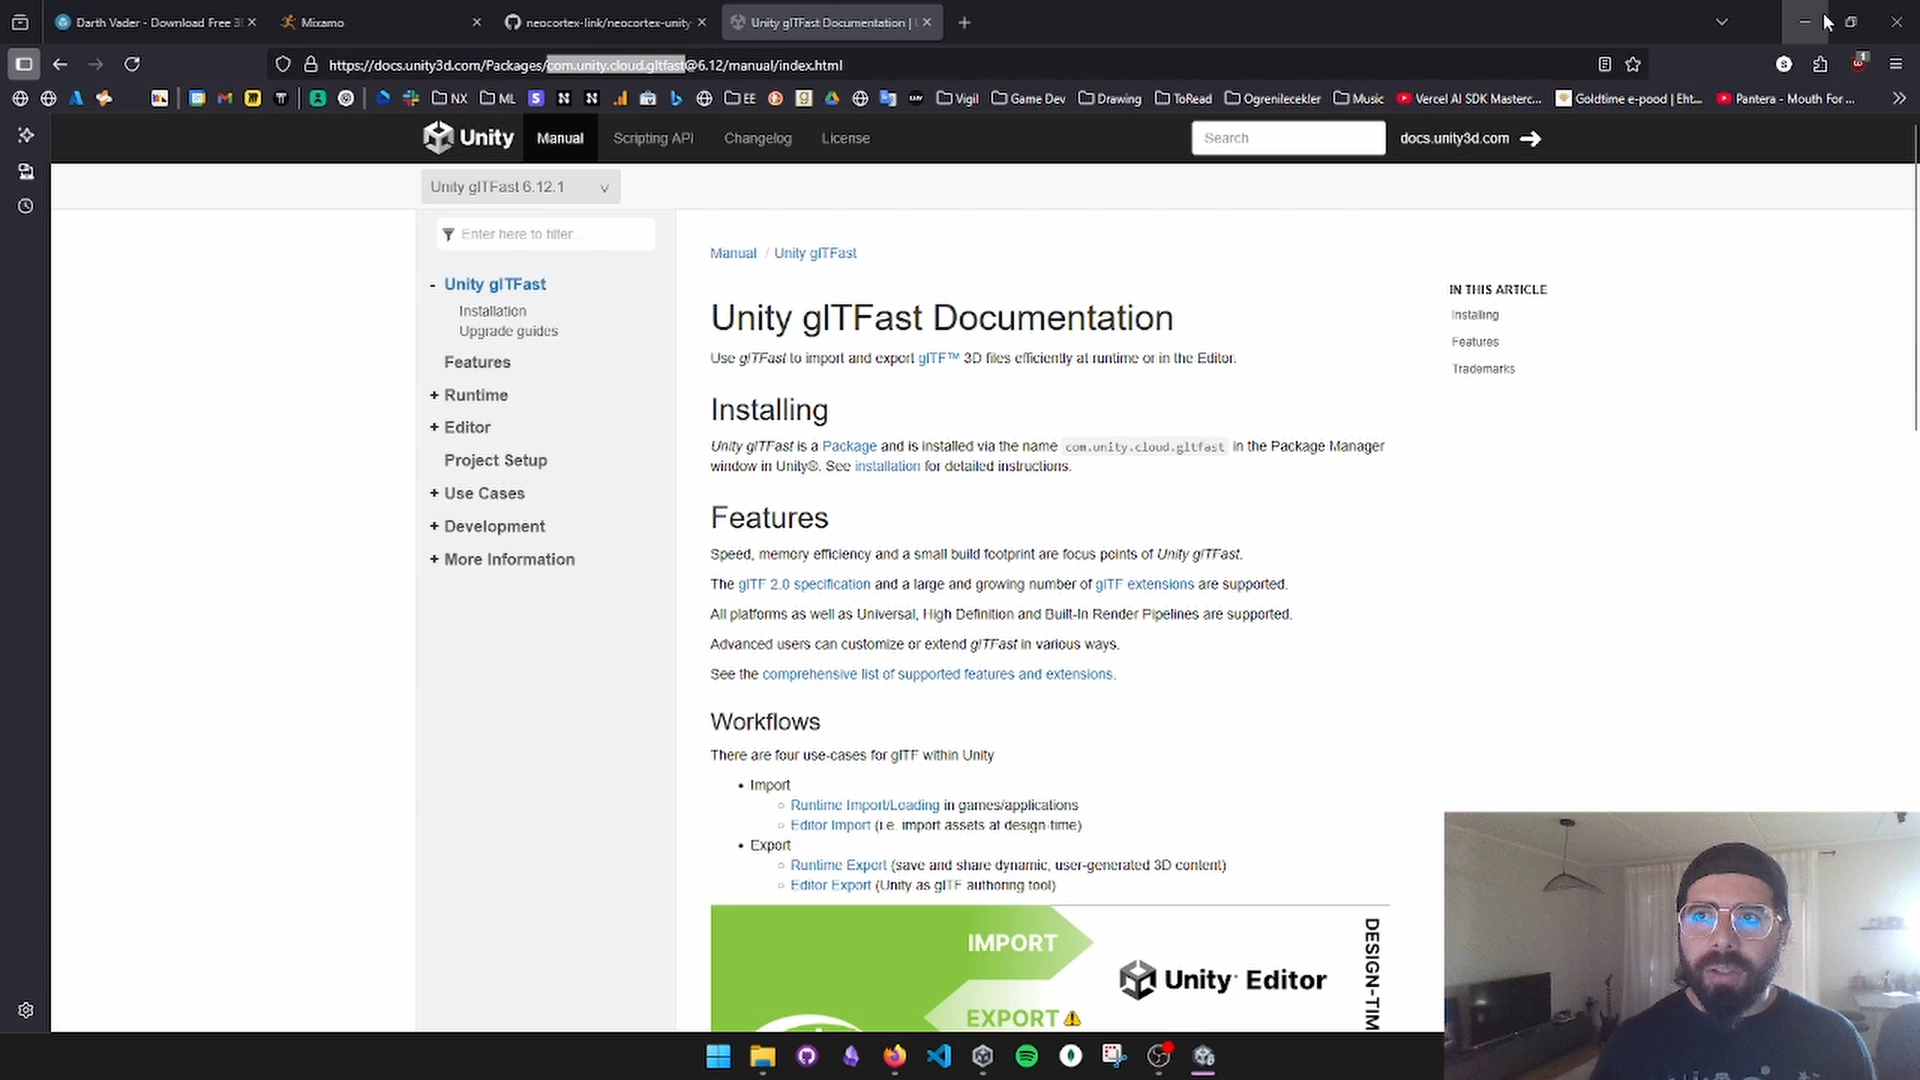 Darth Vader - Download Free 3
Mixamo
neocortex-link/neocortex-unity
Unity glTFast Documentation |
https://docs.unity3d.com/Packages/com.unity.cloud.gltfast@6.12/manual/index.html
1
NX
ML
EE
Vigil
Game Dev
Drawing
ToRead
Ogrenilecekler
Music
Vercel AI SDK Masterc...
Goldtime e-pood | Eht...
Pantera - Mouth For ...
Unity
Manual
Scripting API
Changelog
License
Search
docs.unity3d.com
Unity glTFast 6.12.1
Enter here to filter...
- Unity glTFast
Installation
Upgrade guides
Features
+ Runtime
+ Editor
Project Setup
+ Use Cases
+ Development
+ More Information
Manual / Unity glTFast
Unity glTFast Documentation
Use glTFast to import and export glTF™ 3D files efficiently at runtime or in the Editor.
Installing
Unity glTFast is a Package and is installed via the name com.unity.cloud.gltfast in the Package Manager
window in Unity®. See installation for detailed instructions.
Features
Speed, memory efficiency and a small build footprint are focus points of Unity glTFast.
The glTF 2.0 specification and a large and growing number of glTF extensions are supported.
All platforms as well as Universal, High Definition and Built-In Render Pipelines are supported.
Advanced users can customize or extend glTFast in various ways.
See the comprehensive list of supported features and extensions.
Workflows
There are four use-cases for glTF within Unity
• Import
○ Runtime Import/Loading in games/applications
○ Editor Import (i.e. import assets at design-time)
• Export
○ Runtime Export (save and share dynamic, user-generated 3D content)
○ Editor Export (Unity as glTF authoring tool)
IMPORT
EXPORT
Unity Editor
DESIGN-TIM
IN THIS ARTICLE
Installing
Features
Trademarks